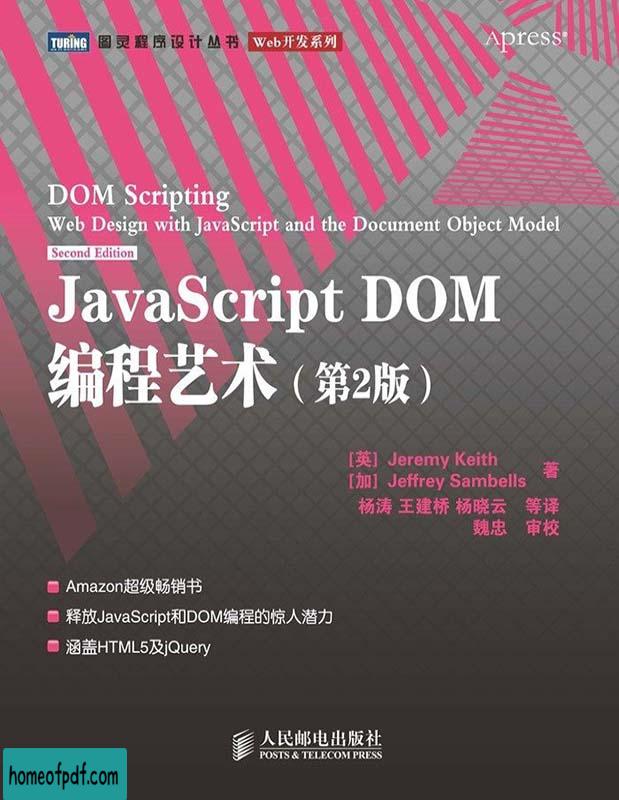 TURING 图灵程序设计丛书 Web开发系列
Apress®
DOM Scripting
Web Design with JavaScript and the Document Object Model
Second Edition
JavaScript DOM
编程艺术（第2版）
[英] Jeremy Keith
[加] Jeffrey Sambells 著
杨涛 王建桥 杨晓云 等译
魏忠 审校
Amazon超级畅销书
释放JavaScript和DOM编程的惊人潜力
涵盖HTML5及jQuery
人民邮电出版社
POSTS & TELECOM PRESS
homeofpdf.com